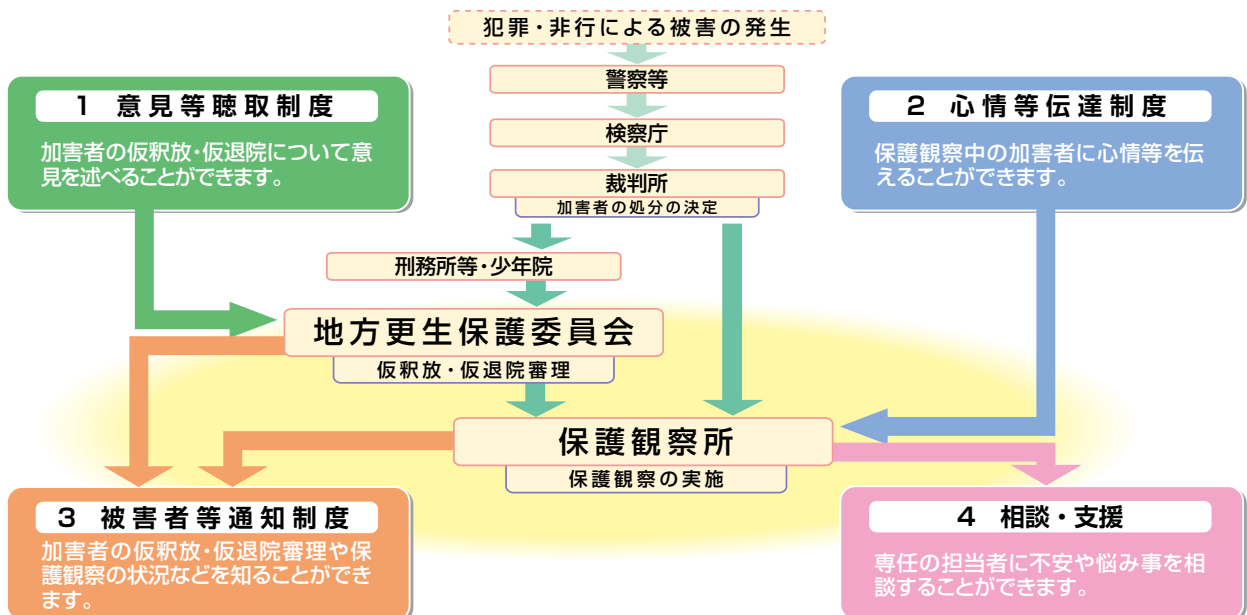 犯罪・非行による被害の発生
警察等
検察庁
裁判所
加害者の処分の決定
1 意見等聴取制度
加害者の仮釈放・仮退院について意
見を述べることができます。
2 心情等伝達制度
保護観察中の加害者に心情等を伝
えることができます。
刑務所等・少年院
地方更生保護委員会
仮釈放・仮退院審理
保護観察所
保護観察の実施
3 被害者等通知制度
加害者の仮釈放・仮退院審理や保
護観察の状況などを知ることができ
ます。
4 相談・支援
専任の担当者に不安や悩み事を相
談することができます。